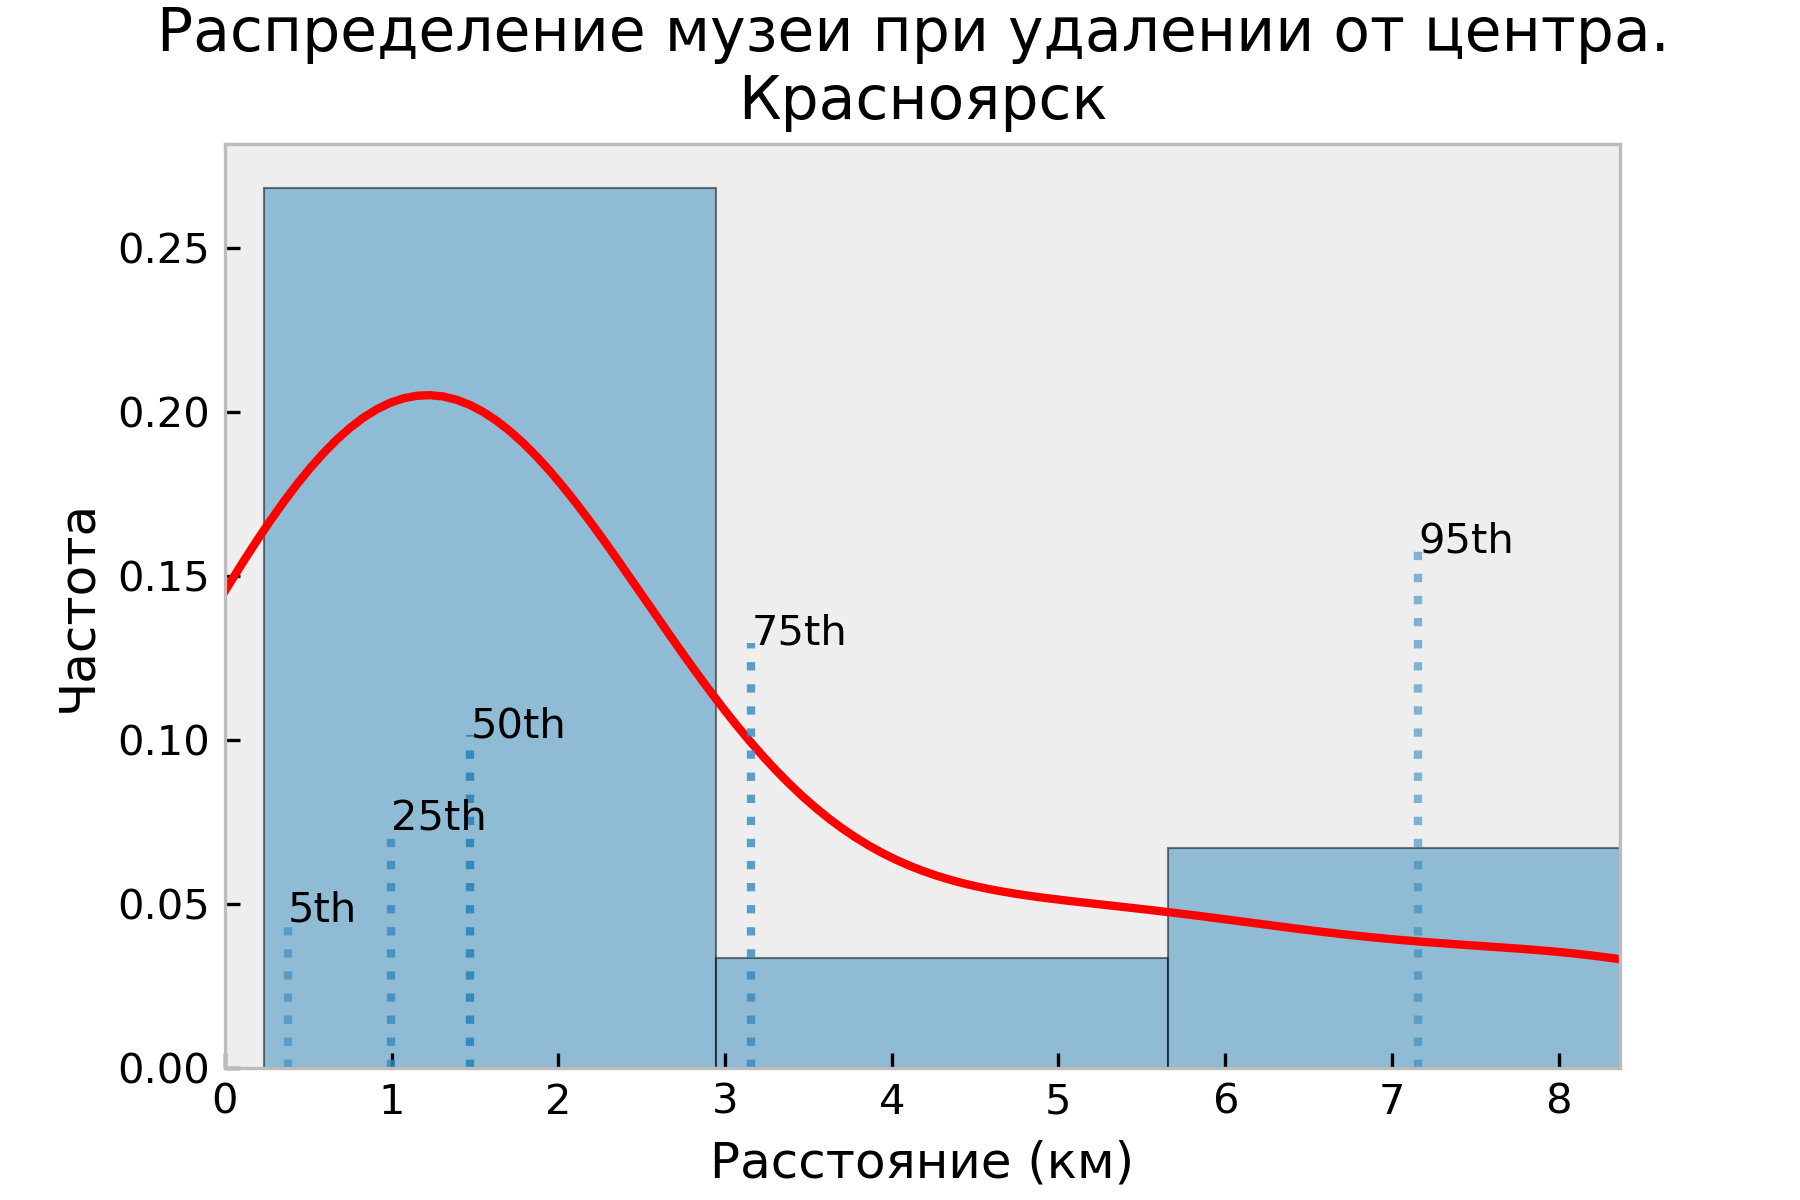 Распределение музеи при удалении от центра.
Красноярск
0.25
0.20
0.15
0.10
0.05
0.00
Частота
95th
75th
50th
25th
5th
0 1 2 3 4 5 6 7 8
Расстояние (км)